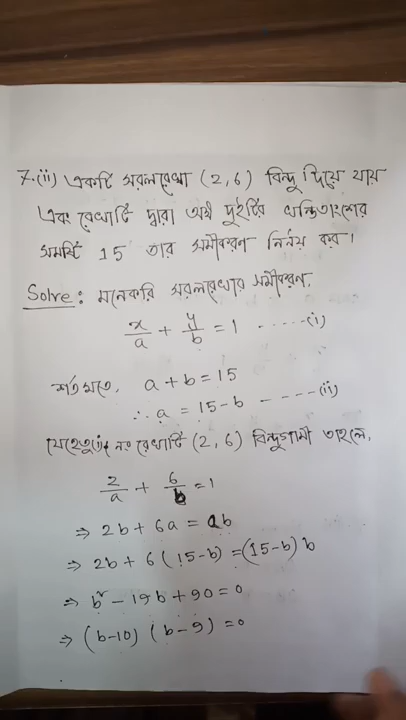 7.(ii) একটি সরলরেখা (2,6) বিন্দু দিয়ে যায়
এবং রেখাটি দ্বারা অক্ষ দুইটির খন্ডিতাংশের
সমষ্টি 15 তার সমীকরণ নির্নয় কর।
Solve: মনেকরি সরলরেখার সমীকরণ,
x/a + y/b = 1 ------(i)
শর্তমতে, a + b = 15
∴ a = 15 - b ------(ii)
যেহেতু নং রেখাটি (2,6) বিন্দুগামী তাহলে,
2/a + 6/b = 1
⇒ 2b + 6a = ab
⇒ 2b + 6(15-b) = (15-b)b
⇒ b² - 19b + 90 = 0
⇒ (b-10) (b-9) = 0